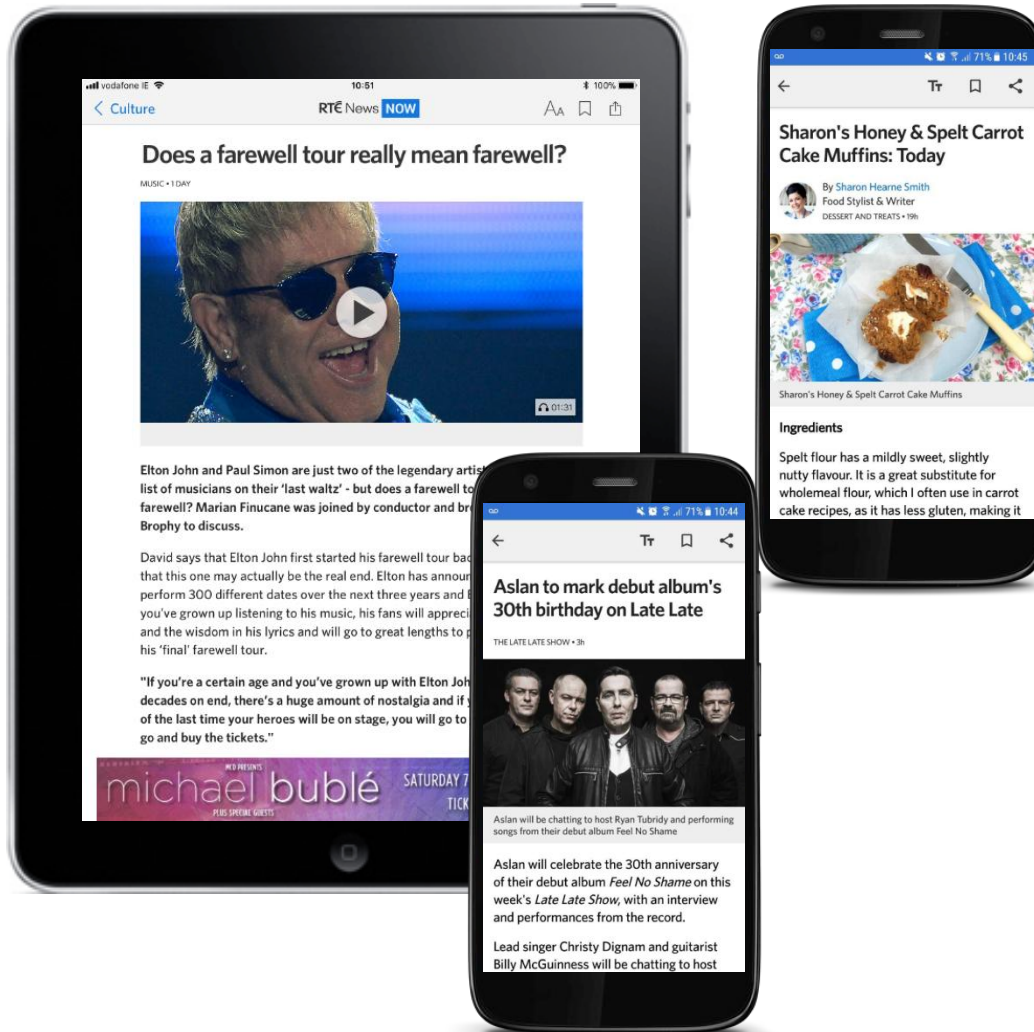 vodafone IE
10:51
100%
Culture
RTÉ News NOW
AA
Does a farewell tour really mean farewell?
MUSIC • 1 DAY
01:31
Elton John and Paul Simon are just two of the legendary
list of musicians on their 'last waltz' - but does a farewell
farewell? Marian Finucane was joined by conductor and
Brophy to discuss.
David says that Elton John first started his farewell tour
that this one may actually be the real end. Elton has
perform 300 different dates over the next three years and
you've grown up listening to his music, his fans will
and the wisdom in his lyrics and will go to great lengths to
his 'final' farewell tour.
"If you're a certain age and you've grown up with Elton
decades on end, there's a huge amount of nostalgia and if
of the last time your heroes will be on stage, you will go to
go and buy the tickets."
MCD PRESENTS
michael bublé
PLUS SPECIAL GUESTS
SATURDAY 7
71% 10:44
TT
Aslan to mark debut album's
30th birthday on Late Late
THE LATE LATE SHOW • 3h
Aslan will be chatting to host Ryan Tubridy and performing
songs from their debut album Feel No Shame
Aslan will celebrate the 30th anniversary
of their debut album Feel No Shame on this
week's Late Late Show, with an interview
and performances from the record.
Lead singer Christy Dignam and guitarist
Billy McGuinness will be chatting to host
71% 10:45
TT
Sharon's Honey & Spelt Carrot
Cake Muffins: Today
By Sharon Hearne Smith
Food Stylist & Writer
DESSERT AND TREATS • 19h
Sharon's Honey & Spelt Carrot Cake Muffins
Ingredients
Spelt flour has a mildly sweet, slightly
nutty flavour. It is a great substitute for
wholemeal flour, which I often use in carrot
cake recipes, as it has less gluten, making it